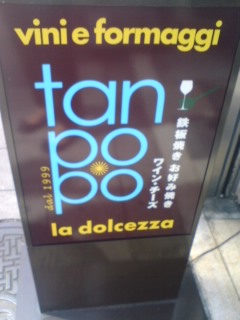 vini e formaggi
tan
po
po
dal 1999
鉄板焼きお好み焼き
ワイン・チーズ
la dolcezza